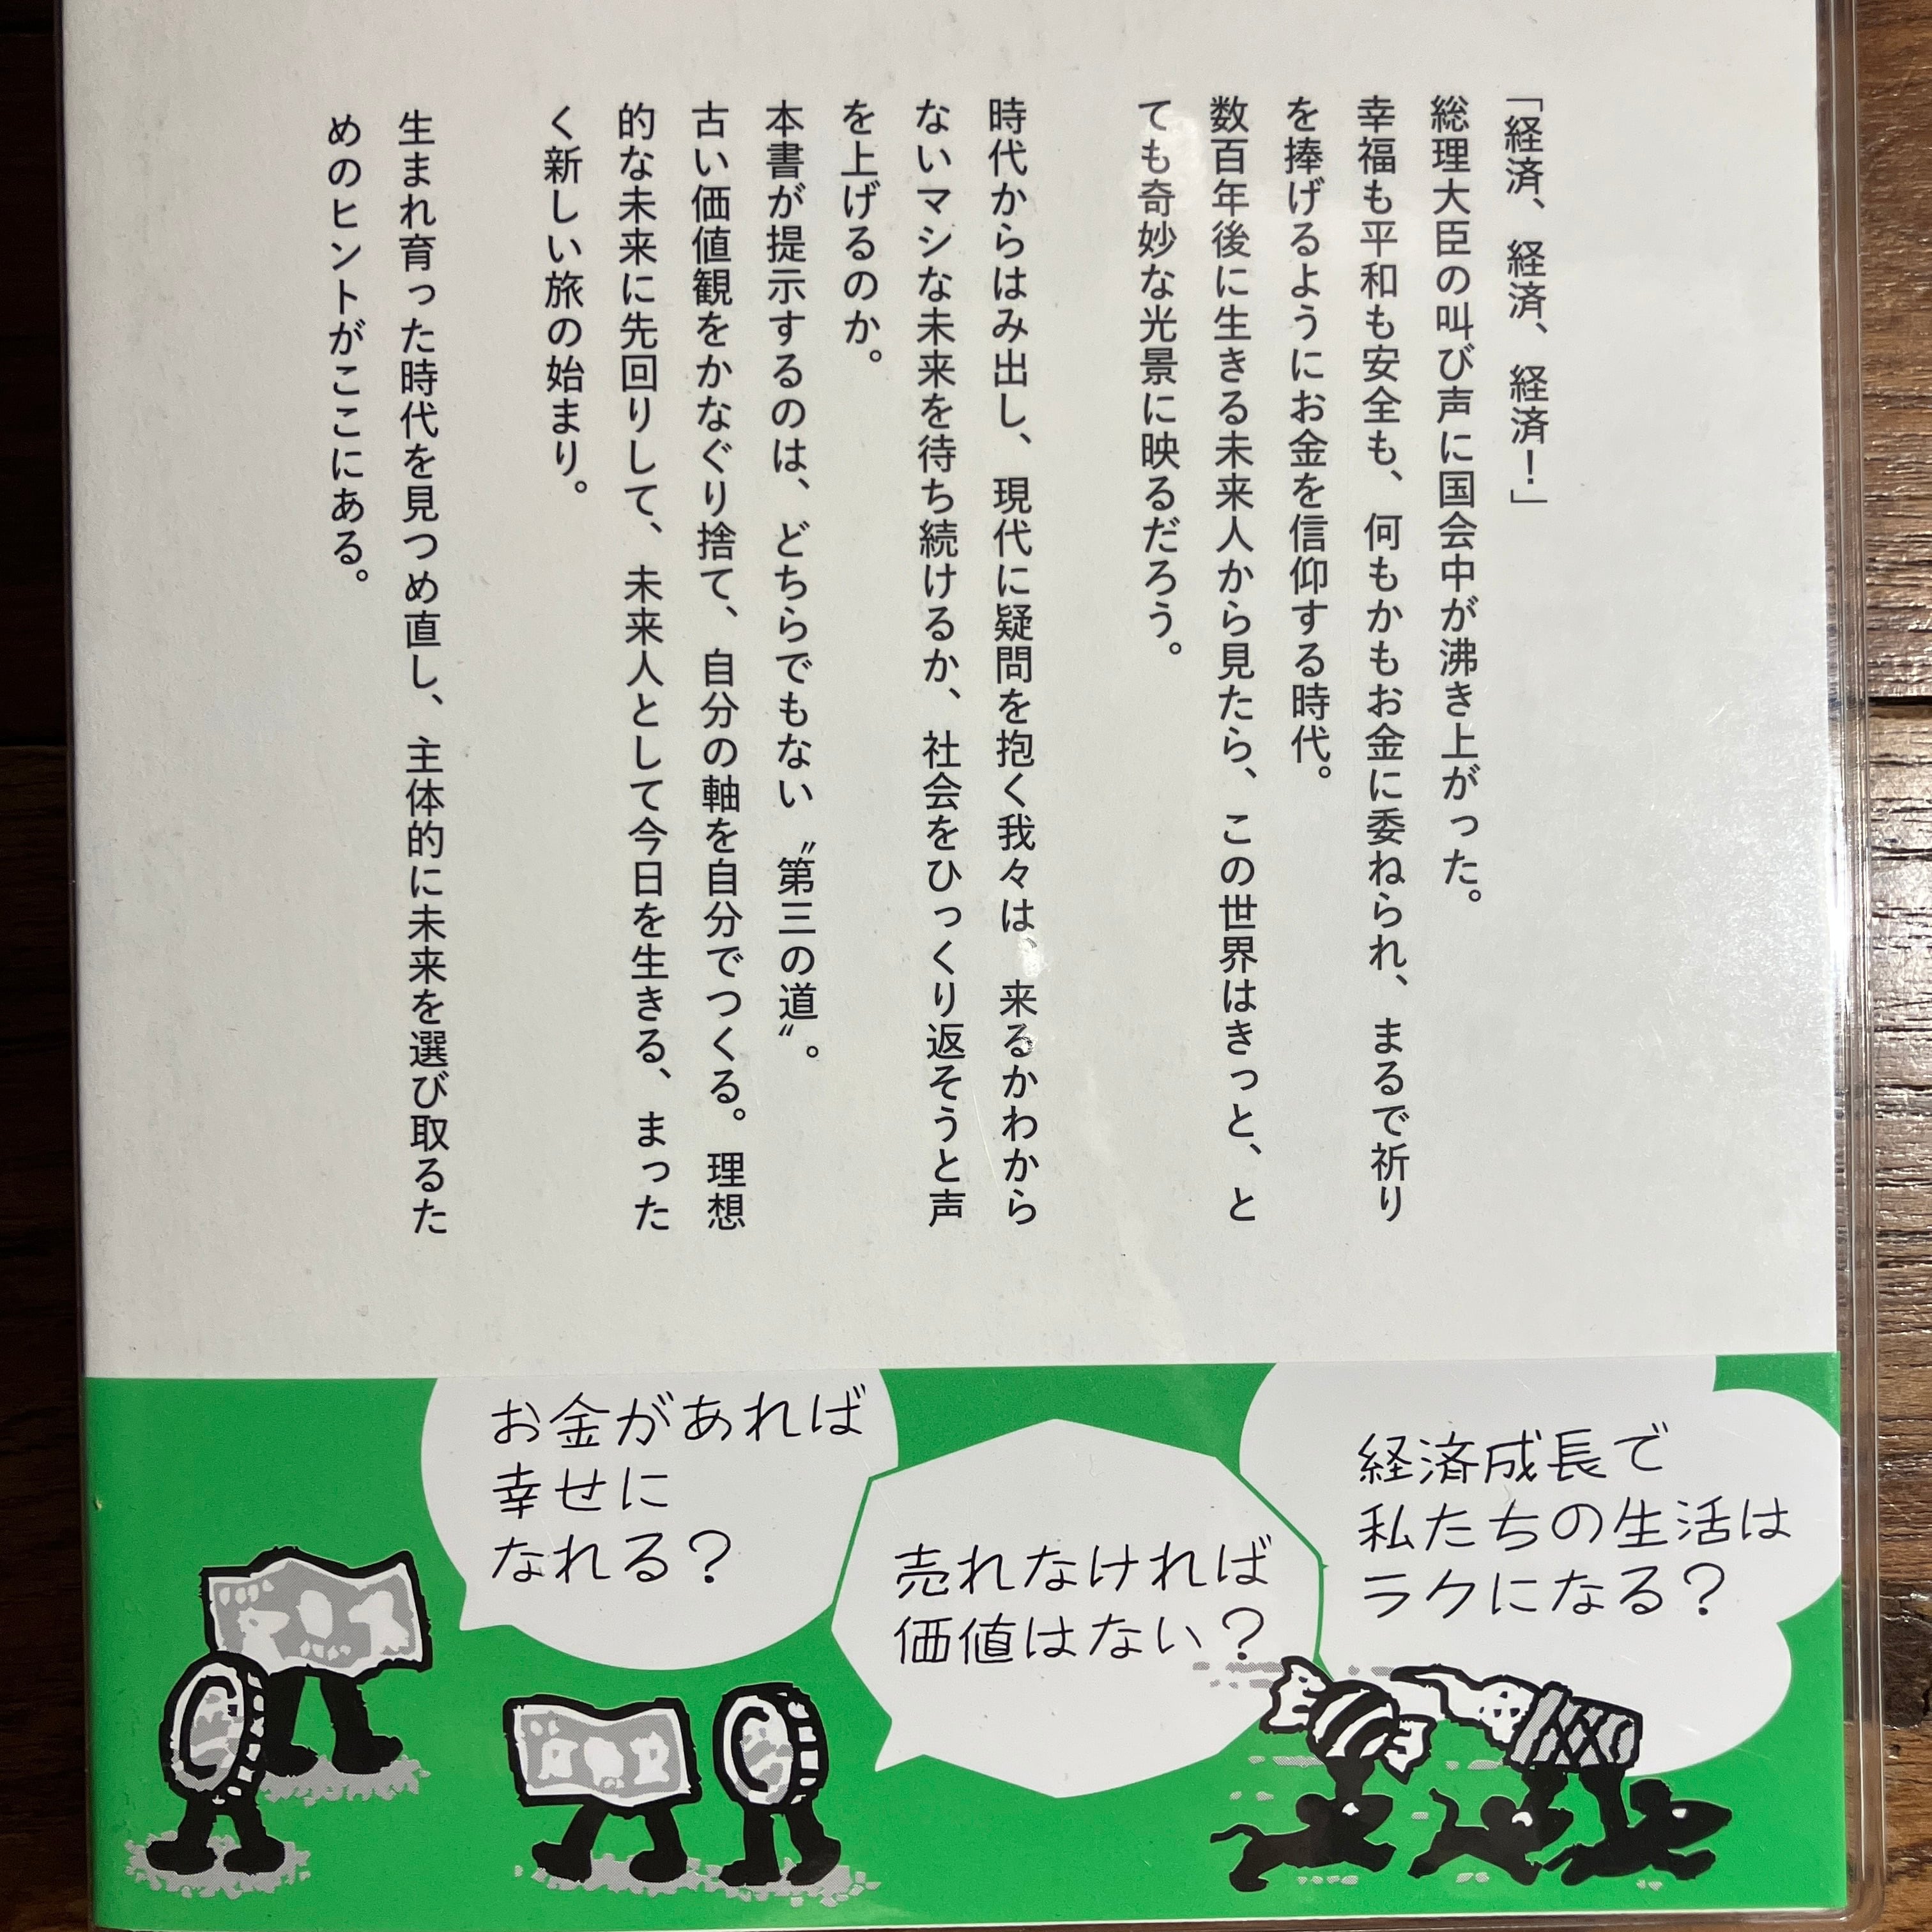 「経済、経済、経済！」
総理大臣の叫び声に国会中が沸き上がった。
幸福も平和も安全も、何もかもお金に委ねられ、まるで祈り
を捧げるようにお金を信仰する時代。
数百年後に生きる未来人から見たら、この世界はきっと、と
ても奇妙な光景に映るだろう。
時代からはみ出し、現代に疑問を抱く我々は、来るかわから
ないマシな未来を待ち続けるか、社会をひっくり返そうと声
を上げるのか。
本書が提示するのは、どちらでもない〝第三の道〟。
古い価値観をかなぐり捨て、自分の軸を自分でつくる。理想
的な未来に先回りして、未来人として今日を生きる、まった
く新しい旅の始まり。
生まれ育った時代を見つめ直し、主体的に未来を選び取るた
めのヒントがここにある。
お金があれば
幸せに
なれる？
売れなければ
価値はない？
経済成長で
私たちの生活は
ラクになる？